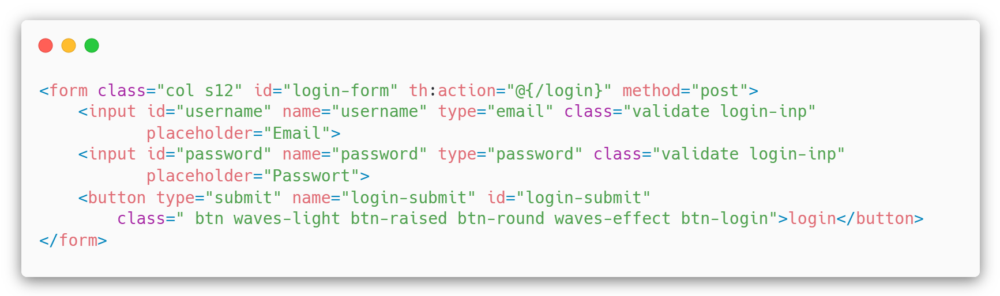 <form class="col s12" id="login-form" th:action="@{/login}" method="post">
    <input id="username" name="username" type="email" class="validate login-inp"
           placeholder="Email">
    <input id="password" name="password" type="password" class="validate login-inp"
           placeholder="Passwort">
    <button type="submit" name="login-submit" id="login-submit"
        class=" btn waves-light btn-raised btn-round waves-effect btn-login">login</button>
</form>